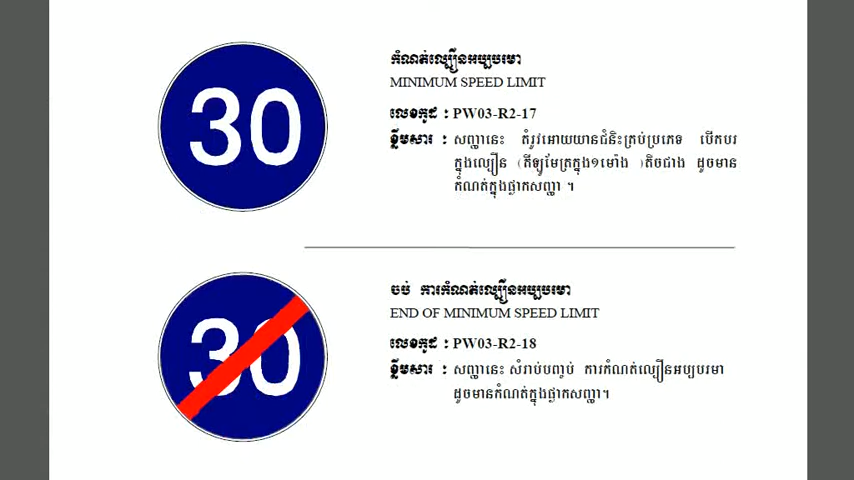 30
កំណត់ល្បឿនអប្បបរមា
MINIMUM SPEED LIMIT
លេខកូដ : PW03-R2-17
ខ្លឹមសារ : សញ្ញានេះ តំរូវអោយយានជំនិះគ្រប់ប្រភេទ បើកបរ
ក្នុងល្បឿន (គីឡូមែត្រក្នុង១មោ៉ង )តិចជាង ដូចមាន
កំណត់ក្នុងផ្លាកសញ្ញា ។
30
ចប់ ការកំណត់ល្បឿនអប្បបរមា
END OF MINIMUM SPEED LIMIT
លេខកូដ : PW03-R2-18
ខ្លឹមសារ : សញ្ញានេះ សំរាប់បញ្ចប់ ការកំណត់ល្បឿនអប្បបរមា
ដូចមានកំណត់ក្នុងផ្លាកសញ្ញា។